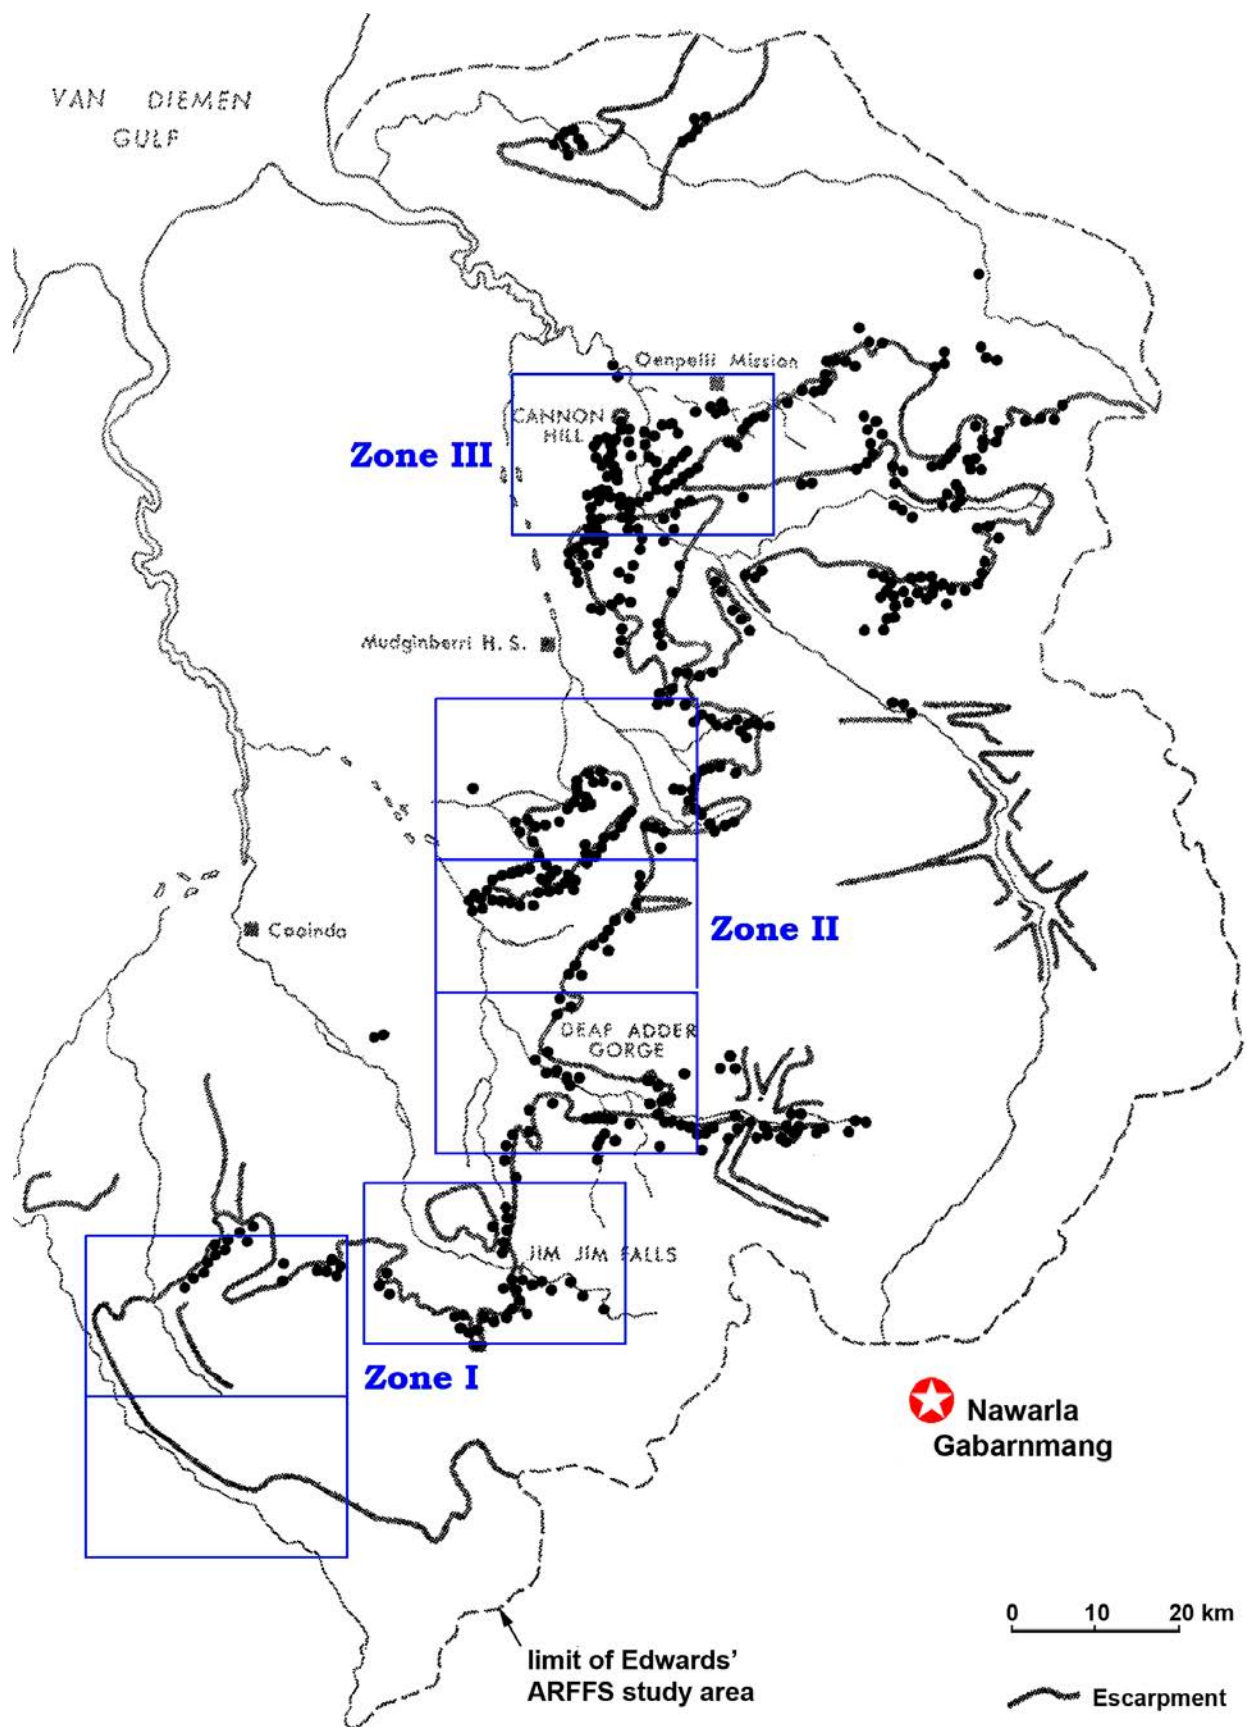 VAN DIEMEN
GULF
Oenpelli Mission
CANNON
HILL
Zone III
Mudginberri H. S.
Cooinda
Zone II
DEAF ADDER
GORGE
JIM JIM FALLS
Zone I
Nawarla
Gabarnmang
0 10 20 km
limit of Edwards’
ARFFS study area
Escarpment